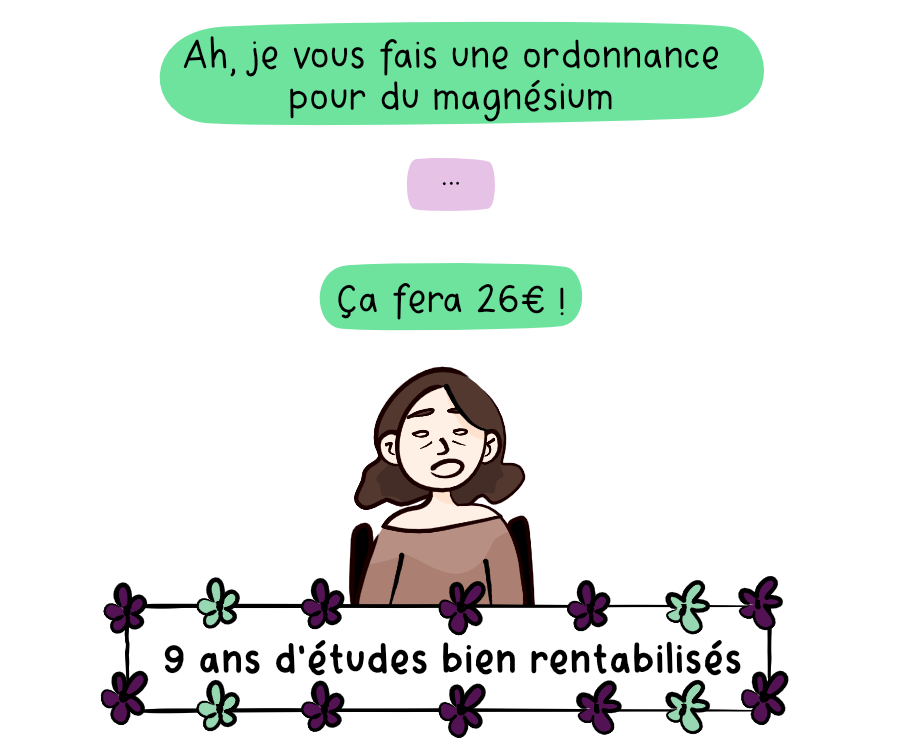 Ah, je vous fais une ordonnance
pour du magnésium
...
Ça fera 26€ !
9 ans d'études bien rentabilisés